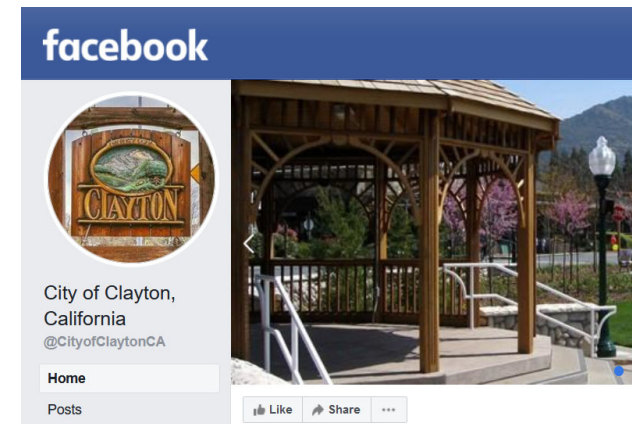 facebook
CLAYTON
City of Clayton,
California
@CityofClaytonCA
Home
Posts
Like
Share